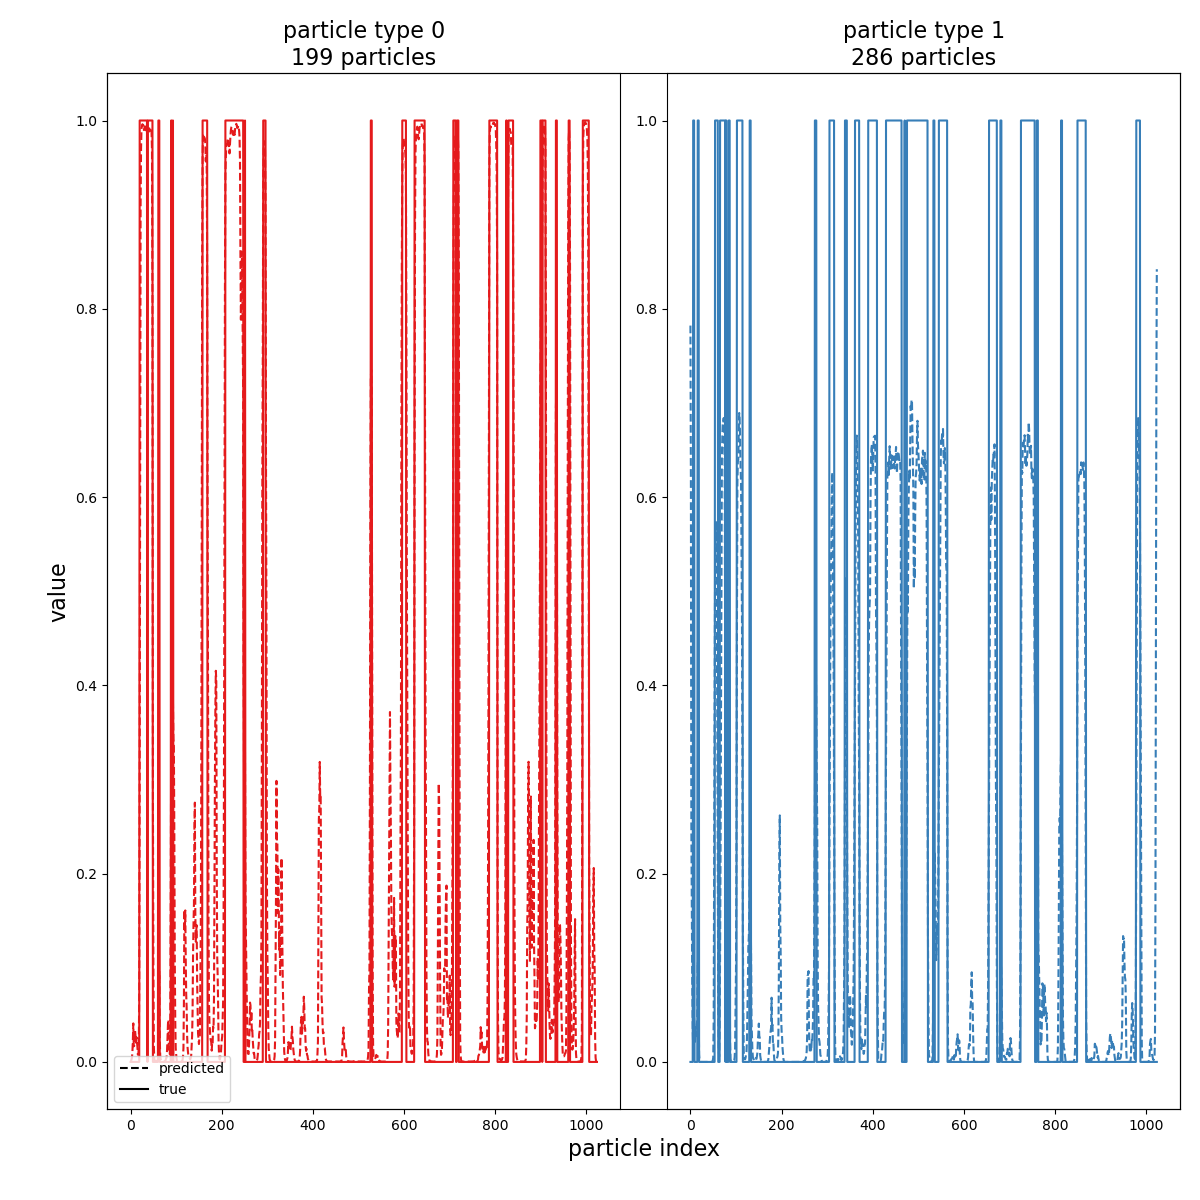 particle type 0
199 particles
particle type 1
286 particles
value
1.0
0.8
0.6
0.4
0.2
0.0
1.0
0.8
0.6
0.4
0.2
0.0
predicted
true
0 200 400 600 800 1000
0 200 400 600 800 1000
particle index